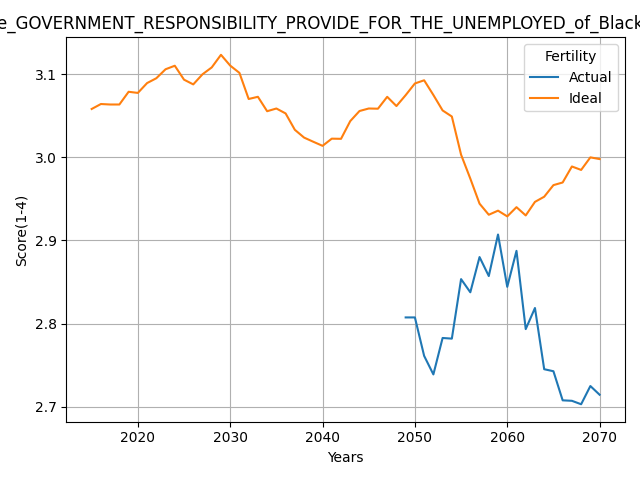 e_GOVERNMENT_RESPONSIBILITY_PROVIDE_FOR_THE_UNEMPLOYED_of_Black
Fertility
Actual
Ideal
Score(1-4)
3.1
3.0
2.9
2.8
2.7
2020 2030 2040 2050 2060 2070
Years